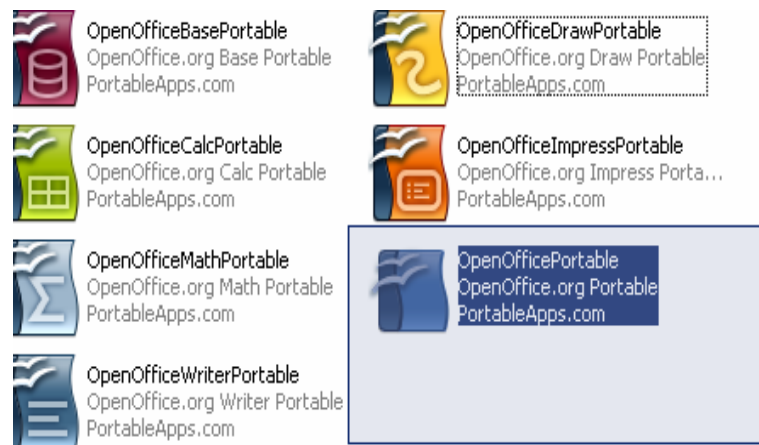 OpenOfficeBasePortable
OpenOffice.org Base Portable
PortableApps.com
OpenOfficeDrawPortable
OpenOffice.org Draw Portable
PortableApps.com
OpenOfficeCalcPortable
OpenOffice.org Calc Portable
PortableApps.com
OpenOfficeImpressPortable
OpenOffice.org Impress Porta...
PortableApps.com
OpenOfficeMathPortable
OpenOffice.org Math Portable
PortableApps.com
OpenOfficePortable
OpenOffice.org Portable
PortableApps.com
OpenOfficeWriterPortable
OpenOffice.org Writer Portable
PortableApps.com